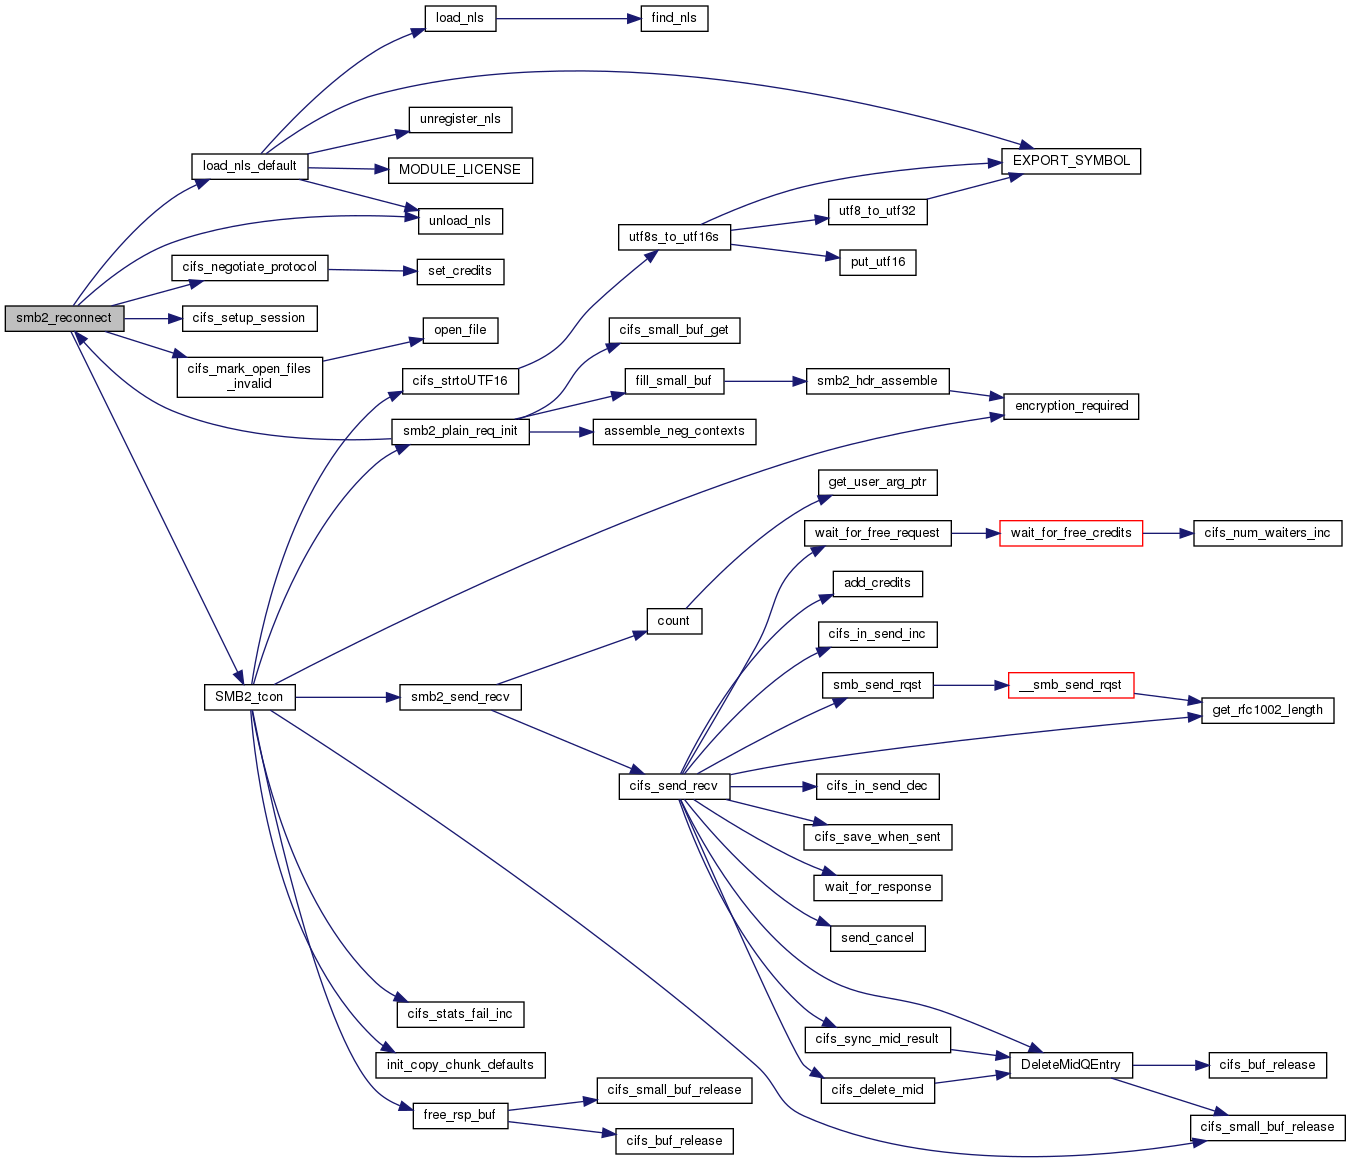 load_nls
find_nls
unregister_nls
load_nls_default
MODULE_LICENSE
EXPORT_SYMBOL
unload_nls
utf8_to_utf32
utf8s_to_utf16s
put_utf16
cifs_negotiate_protocol
set_credits
smb2_reconnect
cifs_setup_session
open_file
cifs_small_buf_get
cifs_mark_open_files
_invalid
cifs_strtoUTF16
fill_small_buf
smb2_hdr_assemble
encryption_required
smb2_plain_req_init
assemble_neg_contexts
get_user_arg_ptr
wait_for_free_request
wait_for_free_credits
cifs_num_waiters_inc
add_credits
count
cifs_in_send_inc
SMB2_tcon
smb2_send_recv
smb_send_rqst
__smb_send_rqst
get_rfc1002_length
cifs_send_recv
cifs_in_send_dec
cifs_save_when_sent
wait_for_response
send_cancel
cifs_stats_fail_inc
cifs_sync_mid_result
init_copy_chunk_defaults
DeleteMidQEntry
cifs_buf_release
cifs_small_buf_release
cifs_delete_mid
free_rsp_buf
cifs_small_buf_release
cifs_buf_release